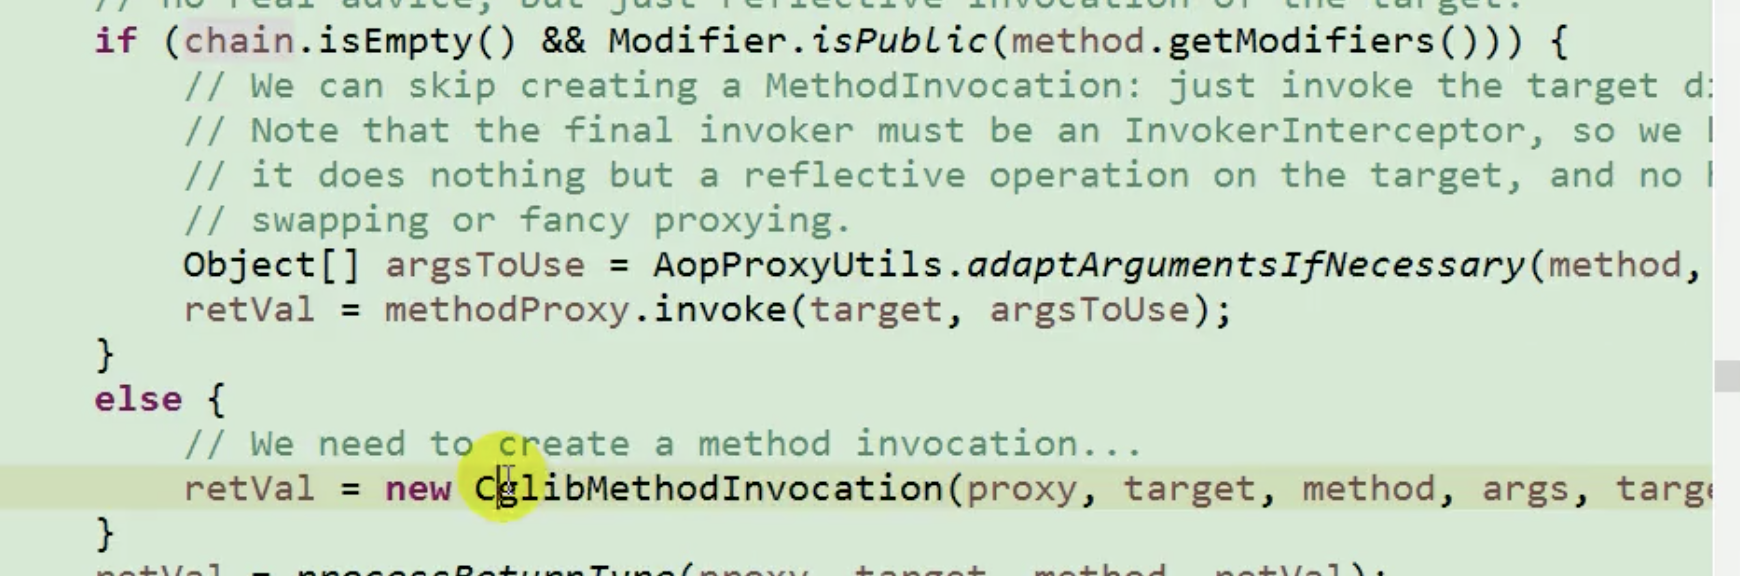 // no real advice, but just reflective invocation of the target.
if (chain.isEmpty() && Modifier.isPublic(method.getModifiers())) {
// We can skip creating a MethodInvocation: just invoke the target
// Note that the final invoker must be an InvokerInterceptor, so we
// it does nothing but a reflective operation on the target, and no
// swapping or fancy proxying.
Object[] argsToUse = AopProxyUtils.adaptArgumentsIfNecessary(method,
retVal = methodProxy.invoke(target, argsToUse);
}
else {
// We need to create a method invocation...
retVal = new CglibMethodInvocation(proxy, target, method, args,
}
retVal = processReturnType(proxy, target, method, retVal);